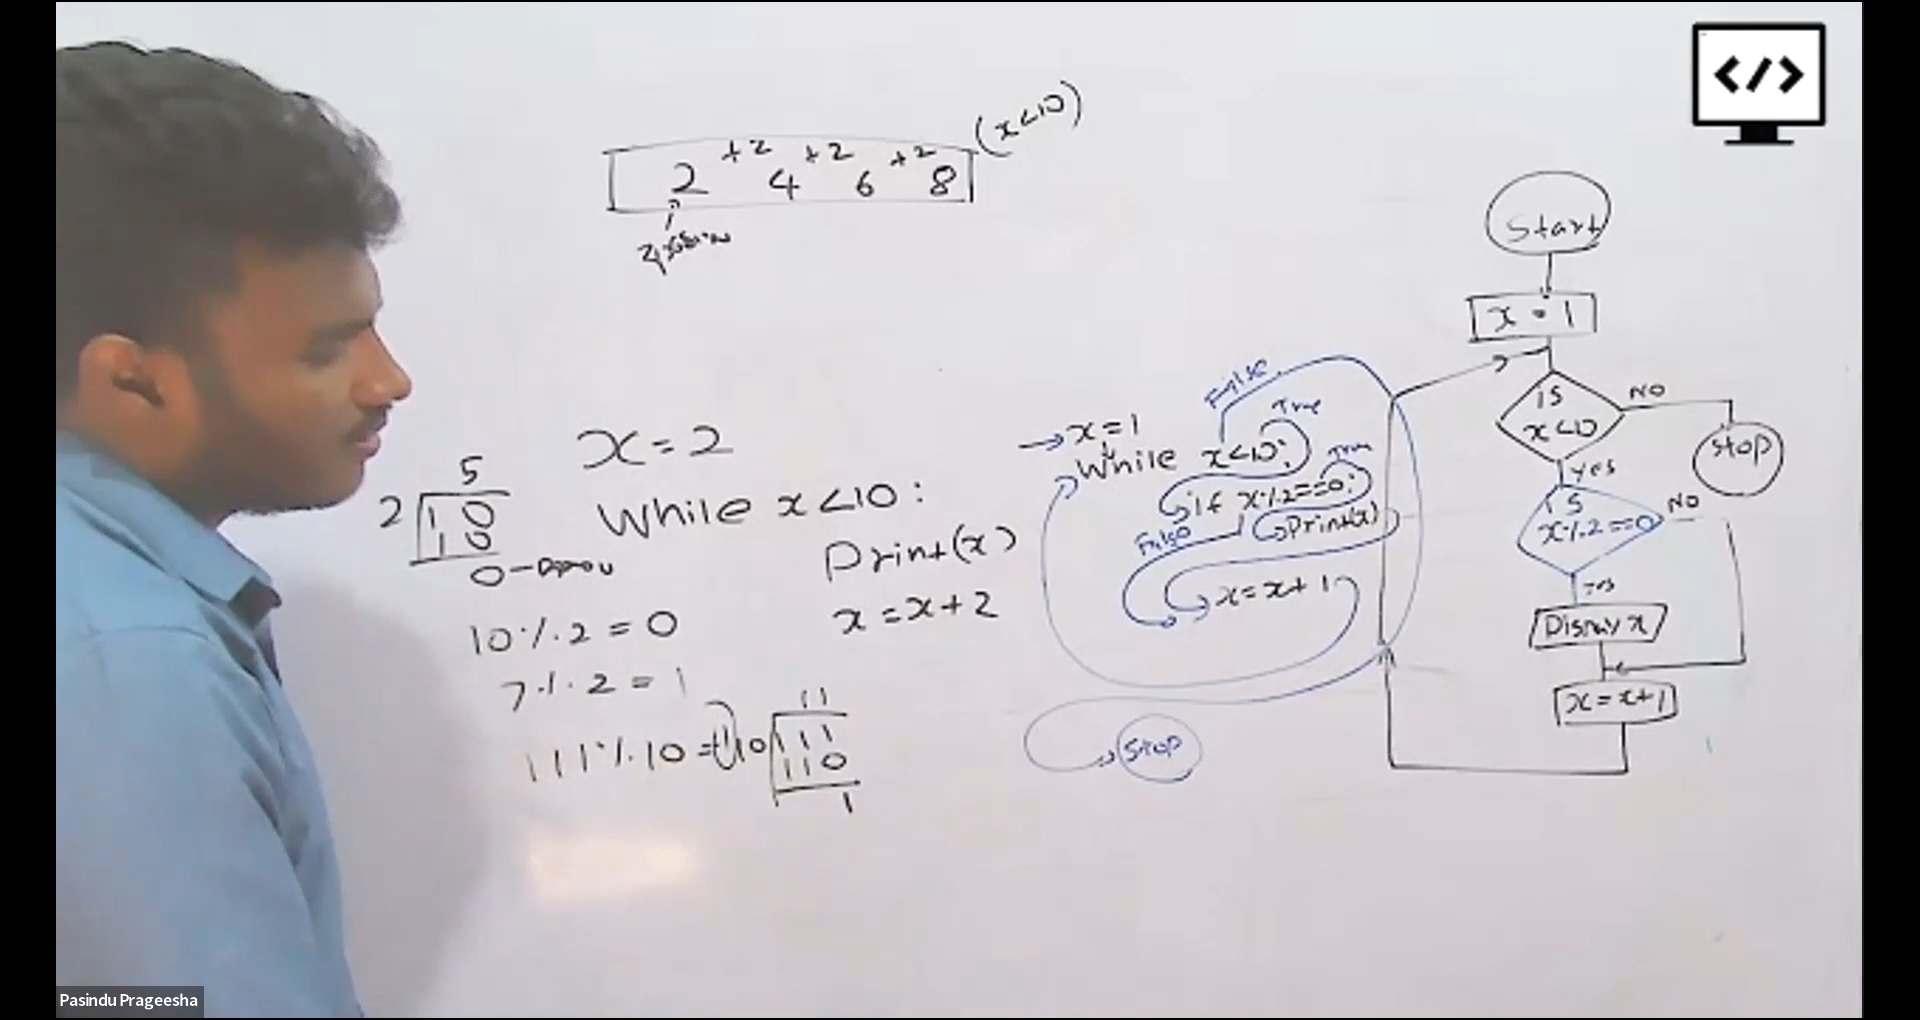 </>
(x<10)
+2 +2 +2
2 4 6 8
x=2
While x<10:
Print(x)
x=x+2
5
2 10
10
0 –
10%2=0
7%2=1
111%10=1
11
10 111
110
1
False
True
x=1
While x<10:
True
if x%2==0:
Print(x)
False
x=x+1
Stop
Start
x=1
is
x<10
NO
Stop
yes
is
x%2==0
NO
yes
Display x
x=x+1
Pasindu Prageesha